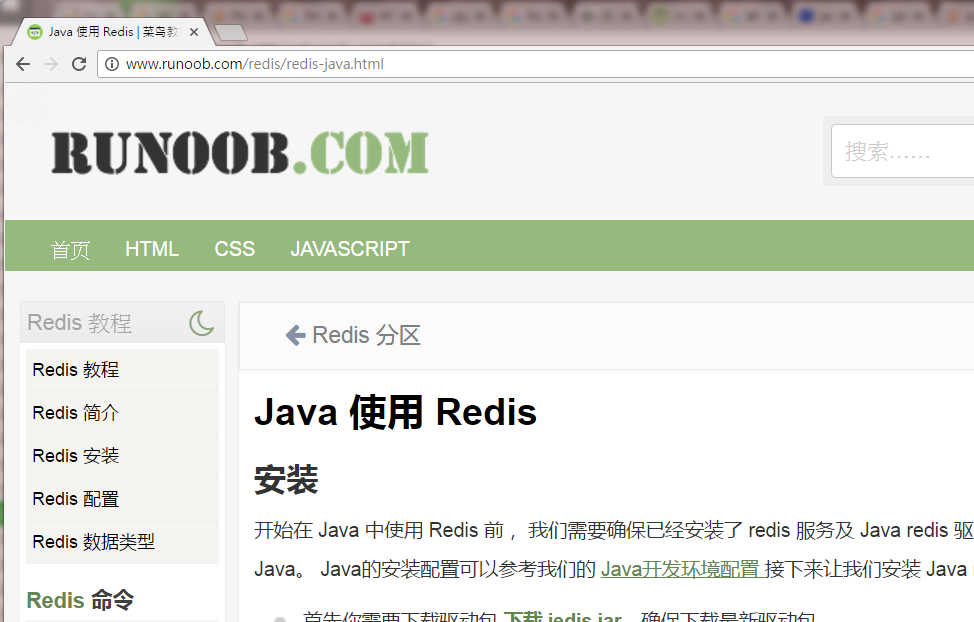 Java 使用 Redis | 菜鸟教
www.runoob.com/redis/redis-java.html
RUNOOB.COM
搜索......
首页 HTML CSS JAVASCRIPT
Redis 教程
Redis 教程
Redis 简介
Redis 安装
Redis 配置
Redis 数据类型
Redis 命令
Redis 分区
Java 使用 Redis
安装
开始在 Java 中使用 Redis 前， 我们需要确保已经安装了 redis 服务及 Java redis 驱
Java。 Java的安装配置可以参考我们的 Java开发环境配置 接下来让我们安装 Java
首先你需要下载驱动包 下载 jedis.jar，确保下载最新驱动包